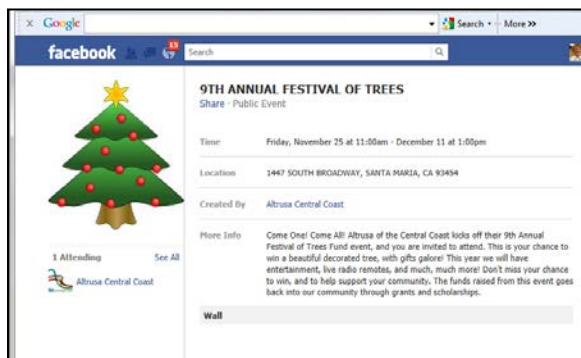 x Google Search More >>
facebook 15 Search
9TH ANNUAL FESTIVAL OF TREES
Share · Public Event
Time Friday, November 25 at 11:00am - December 11 at 1:00pm
Location 1447 SOUTH BROADWAY, SANTA MARIA, CA 93454
Created By Altrusa Central Coast
More Info Come One! Come All! Altrusa of the Central Coast kicks off their 9th Annual
Festival of Trees Fund event, and you are invited to attend. This is your chance to
win a beautiful decorated tree, with gifts galore! This year we will have
entertainment, live radio remotes, and much, much more! Don't miss your chance
to win, and to help support your community. The funds raised from this event goes
back into our community through grants and scholarships.
1 Attending See All
Altrusa Central Coast
Wall